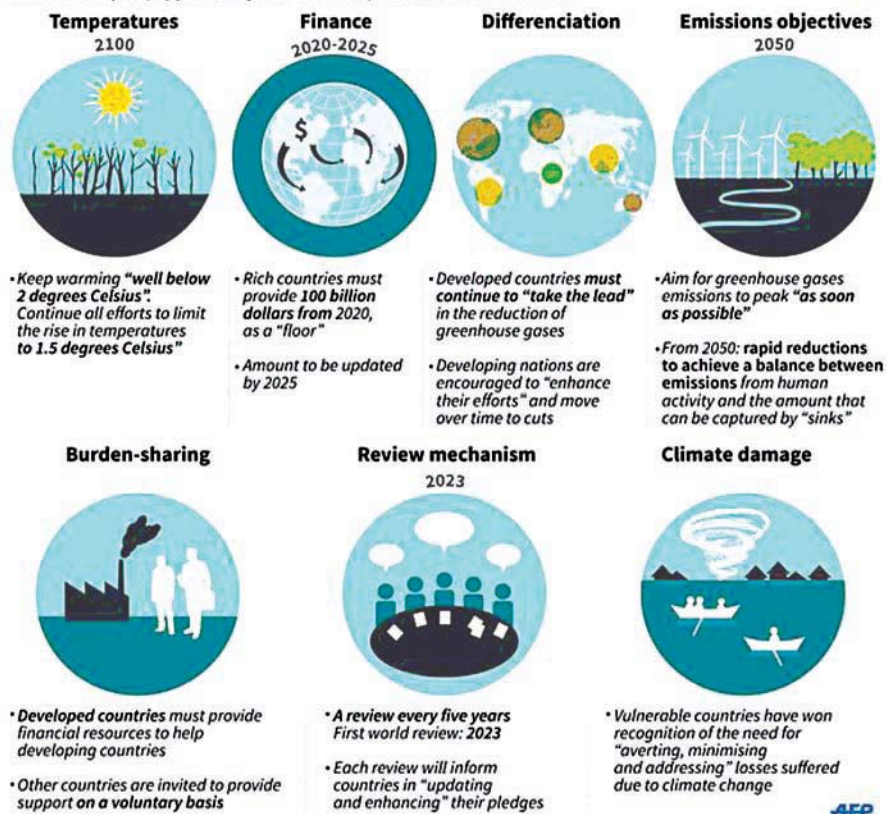 Temperatures
2100
• Keep warming "well below
2 degrees Celsius".
Continue all efforts to limit
the rise in temperatures
to 1.5 degrees Celsius"
Finance
2020-2025
$
• Rich countries must
provide 100 billion
dollars from 2020,
as a "floor"
• Amount to be updated
by 2025
Differenciation
• Developed countries must
continue to "take the lead"
in the reduction of
greenhouse gases
• Developing nations are
encouraged to "enhance
their efforts" and move
over time to cuts
Emissions objectives
2050
• Aim for greenhouse gases
emissions to peak "as soon
as possible"
• From 2050: rapid reductions
to achieve a balance between
emissions from human
activity and the amount that
can be captured by "sinks"
Burden-sharing
• Developed countries must provide
financial resources to help
developing countries
• Other countries are invited to provide
support on a voluntary basis
Review mechanism
2023
• A review every five years
First world review: 2023
• Each review will inform
countries in "updating
and enhancing" their pledges
Climate damage
• Vulnerable countries have won
recognition of the need for
"averting, minimising
and addressing" losses suffered
due to climate change
AFP